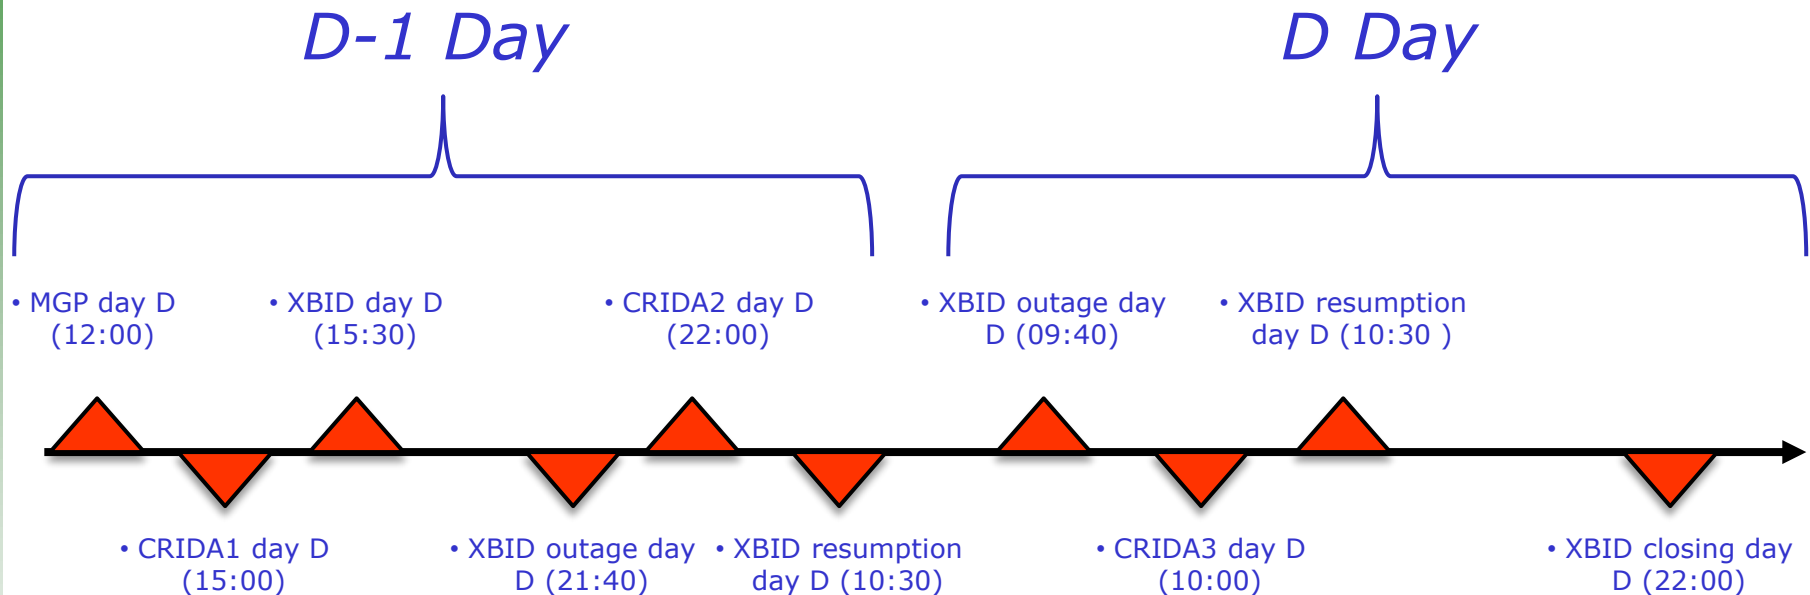 D-1 Day
D Day
• MGP day D
(12:00)
• XBID day D
(15:30)
• CRIDA2 day D
(22:00)
• XBID outage day
D (09:40)
• XBID resumption
day D (10:30 )
• CRIDA1 day D
(15:00)
• XBID outage day
D (21:40)
• XBID resumption
day D (10:30)
• CRIDA3 day D
(10:00)
• XBID closing day
D (22:00)